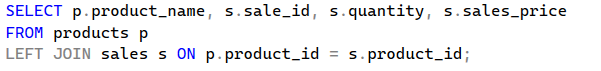 SELECT p.product_name, s.sale_id, s.quantity, s.sales_price
FROM products p
LEFT JOIN sales s ON p.product_id = s.product_id;